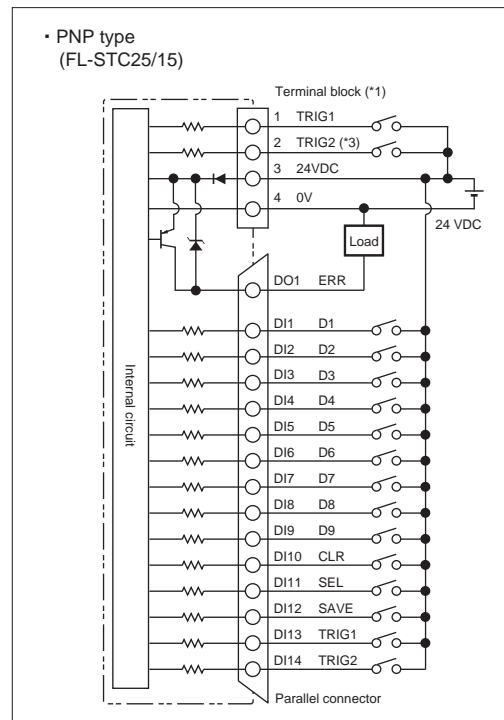 ・PNP type
(FL-STC25/15)
Terminal block (*1)
1 TRIG1
2 TRIG2 (*3)
3 24VDC
4 0V
24 VDC
Load
DO1 ERR
DI1 D1
DI2 D2
DI3 D3
DI4 D4
DI5 D5
DI6 D6
DI7 D7
DI8 D8
DI9 D9
DI10 CLR
DI11 SEL
DI12 SAVE
DI13 TRIG1
DI14 TRIG2
Internal circuit
Parallel connector